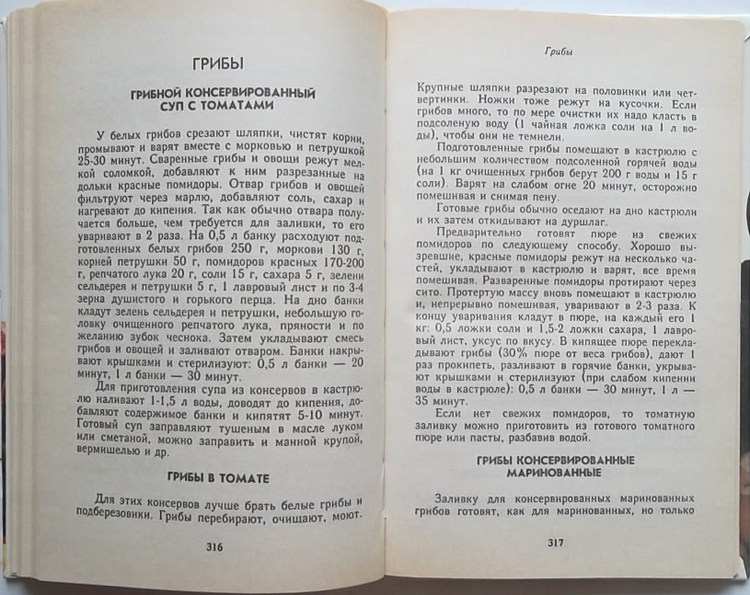 ГРИБЫ
ГРИБНОЙ КОНСЕРВИРОВАННЫЙ
СУП С ТОМАТАМИ
У белых грибов срезают шляпки, чистят корни,
промывают и варят вместе с морковью и петрушкой
25-30 минут. Сваренные грибы и овощи режут мел-
кой соломкой, добавляют к ним разрезанные на
дольки красные помидоры. Отвар грибов и овощей
фильтруют через марлю, добавляют соль, сахар и
нагревают до кипения. Так как обычно отвара полу-
чается больше, чем требуется для заливки, то его
уваривают в 2 раза. На 0,5 л банку расходуют под-
готовленных белых грибов 250 г, моркови 130 г,
корней петрушки 50 г, помидоров красных 170-200
г, репчатого лука 20 г, соли 15 г, сахара 5 г, зелени
сельдерея и петрушки 5 г, 1 лавровый лист и по 3-4
зерна душистого и горького перца. На дно банки
кладут зелень сельдерея и петрушки, небольшую го-
ловку очищенного репчатого лука, пряности и по
желанию зубок чеснока. Затем укладывают смесь
грибов и овощей и заливают отваром. Банки накры-
вают крышками и стерилизуют: 0,5 л банки — 20
минут, 1 л банки — 30 минут.
Для приготовления супа из консервов в кастрю-
лю наливают 1-1,5 л воды, доводят до кипения, до-
бавляют содержимое банки и кипятят 5-10 минут.
Готовый суп заправляют тушеным в масле луком
или сметаной, можно заправить и манной крупой,
вермишелью и др.
ГРИБЫ В ТОМАТЕ
Для этих консервов лучше брать белые грибы и
подберезовики. Грибы перебирают, очищают, моют.
316
Грибы
Крупные шляпки разрезают на половинки или чет-
вертинки. Ножки тоже режут на кусочки. Если
грибов много, то по мере очистки их надо класть в
подсоленую воду (1 чайная ложка соли на 1 л во-
ды), чтобы они не темнели.
Подготовленные грибы помещают в кастрюлю с
небольшим количеством подсоленной горячей воды
(на 1 кг очищенных грибов берут 200 г воды и 15 г
соли). Варят на слабом огне 20 минут, осторожно
помешивая и снимая пену.
Готовые грибы обычно оседают на дно кастрюли
и их затем откидывают на дуршлаг.
Предварительно готовят пюре из свежих
помидоров по следующему способу. Хорошо вы-
зревшие, красные помидоры режут на несколько ча-
стей, укладывают в кастрюлю и варят, все время
помешивая. Разваренные помидоры протирают через
сито. Протертую массу вновь помещают в кастрюлю
и, непрерывно помешивая, уваривают в 2-3 раза. К
концу уваривания кладут в пюре, на каждый его 1
кг: 0,5 ложки соли и 1,5-2 ложки сахара, 1 лавро-
вый лист, уксус по вкусу. В кипящее пюре перекла-
дывают грибы (30% пюре от веса грибов), дают 1
раз прокипеть, разливают в горячие банки, укрыв-
ают крышками и стерилизуют (при слабом кипении
воды в кастрюле): 0,5 л банки — 30 минут, 1 л —
35 минут.
Если нет свежих помидоров, то томатную
заливку можно приготовить из готового томатного
пюре или пасты, разбавив водой.
ГРИБЫ КОНСЕРВИРОВАННЫЕ
МАРИНОВАННЫЕ
Заливку для консервированных маринованных
грибов готовят, как для маринованных, но только
317